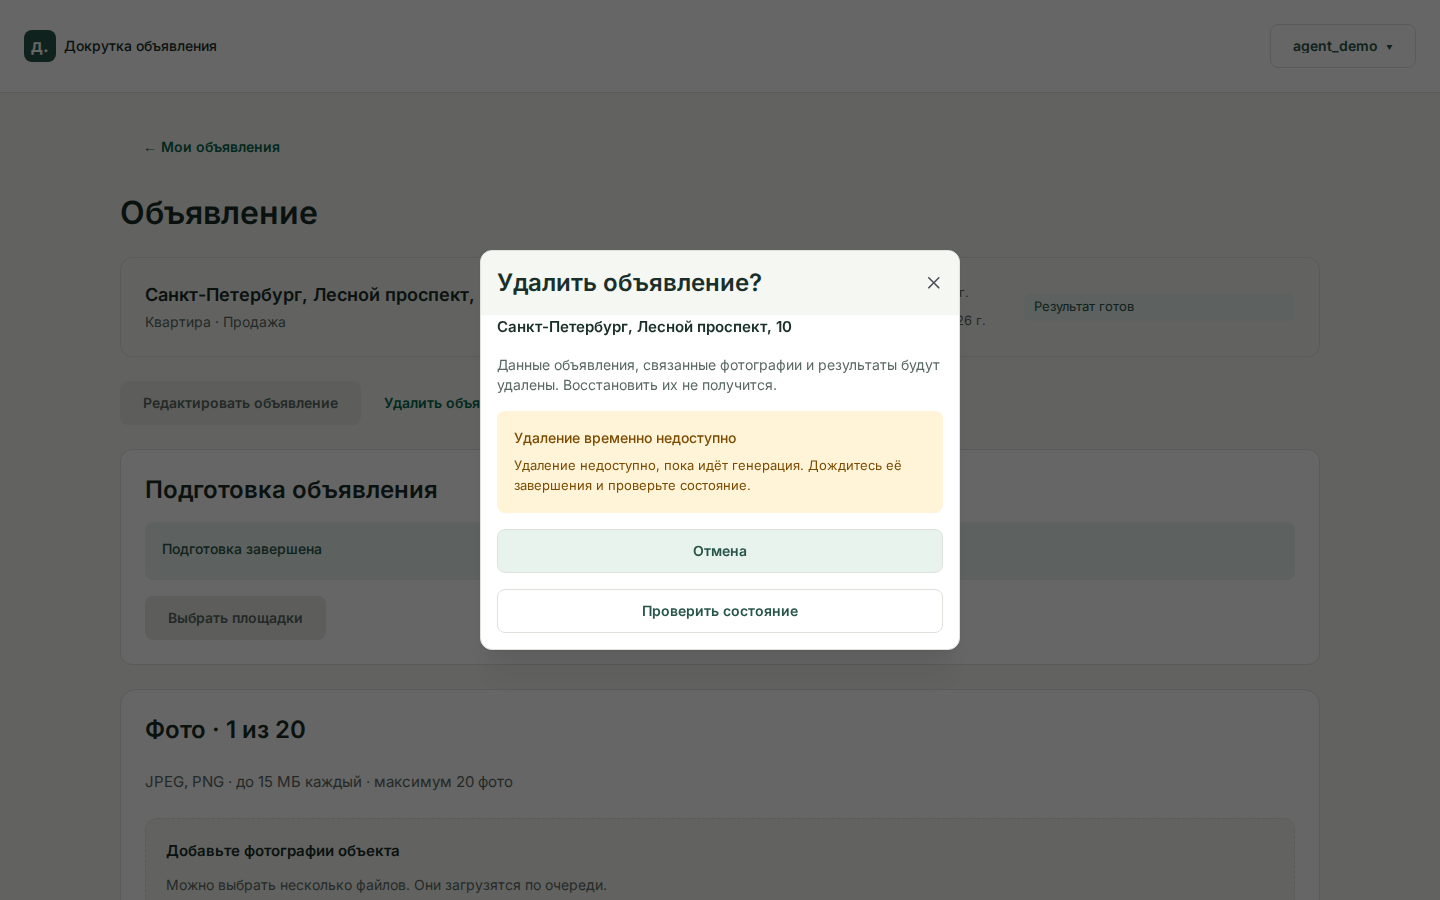 Д. Докрутка объявления
agent_demo ▾
← Мои объявления
Объявление
Санкт-Петербург, Лесной проспект,
Квартира · Продажа
г.
26 г.
Результат готов
Редактировать объявление
Удалить объя
Подготовка объявления
Подготовка завершена
Выбрать площадки
Фото · 1 из 20
JPEG, PNG · до 15 МБ каждый · максимум 20 фото
Добавьте фотографии объекта
Можно выбрать несколько файлов. Они загрузятся по очереди.
Удалить объявление?
Санкт-Петербург, Лесной проспект, 10
Данные объявления, связанные фотографии и результаты будут
удалены. Восстановить их не получится.
Удаление временно недоступно
Удаление недоступно, пока идёт генерация. Дождитесь её
завершения и проверьте состояние.
Отмена
Проверить состояние